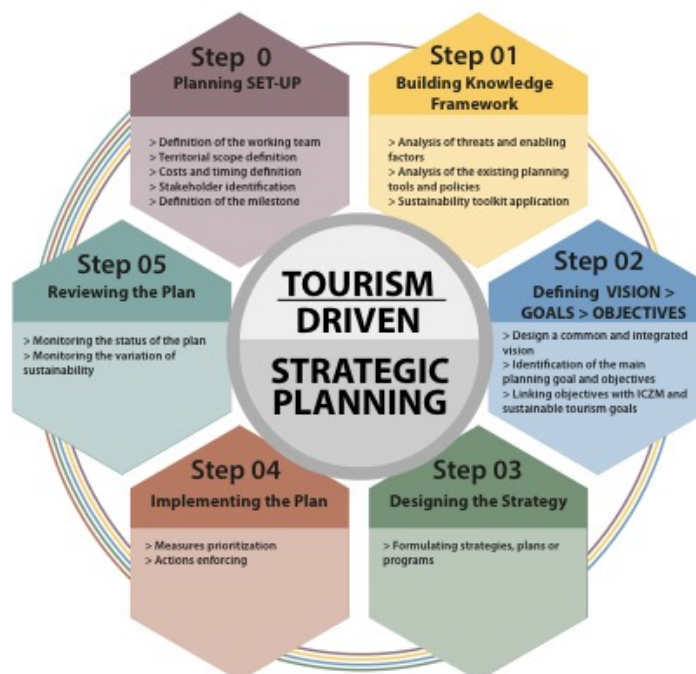 Step 0
Planning SET-UP
> Definition of the working team
> Territorial scope definition
> Costs and timing definition
> Stakeholder identification
> Definition of the milestone
Step 01
Building Knowledge
Framework
> Analysis of threats and enabling
factors
> Analysis of the existing planning
tools and policies
> Sustainability toolkit application
Step 02
Defining VISION >
GOALS > OBJECTIVES
> Design a common and integrated
vision
> Identification of the main
planning goal and objectives
> Linking objectives with ICZM and
sustainable tourism goals
Step 03
Designing the Strategy
> Formulating strategies, plans or
programs
Step 04
Implementing the Plan
> Measures prioritization
> Actions enforcing
Step 05
Reviewing the Plan
> Monitoring the status of the plan
> Monitoring the variation of
sustainability
TOURISM
DRIVEN
STRATEGIC
PLANNING